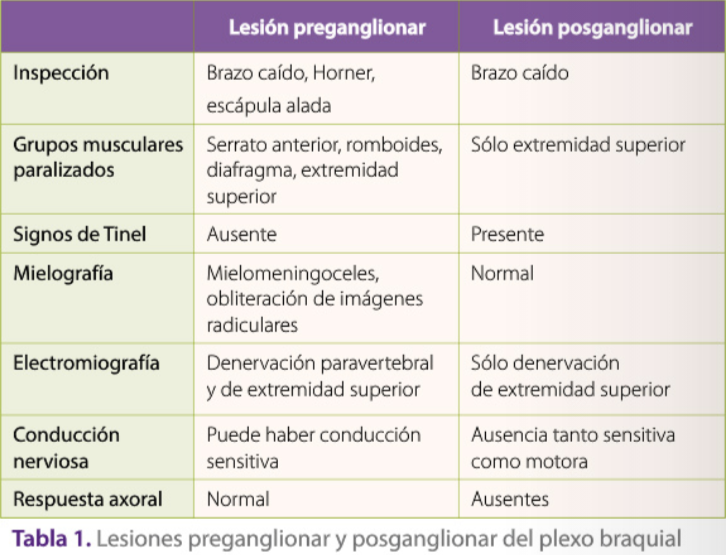 Lesión preganglionar Lesión posganglionar
Inspección Brazo caído, Horner, Brazo caído
escápula alada
Grupos musculares Serrato anterior, romboides, Sólo extremidad superior
paralizados diafragma, extremidad
superior
Signos de Tinel Ausente Presente
Mielografía Mielomeningoceles, Normal
obliteración de imágenes
radiculares
Electromiografía Denervación paravertebral Sólo denervación
y de extremidad superior de extremidad superior
Conducción Puede haber conducción Ausencia tanto sensitiva
nerviosa sensitiva como motora
Respuesta axoral Normal Ausentes
Tabla 1. Lesiones preganglionar y posganglionar del plexo braquial